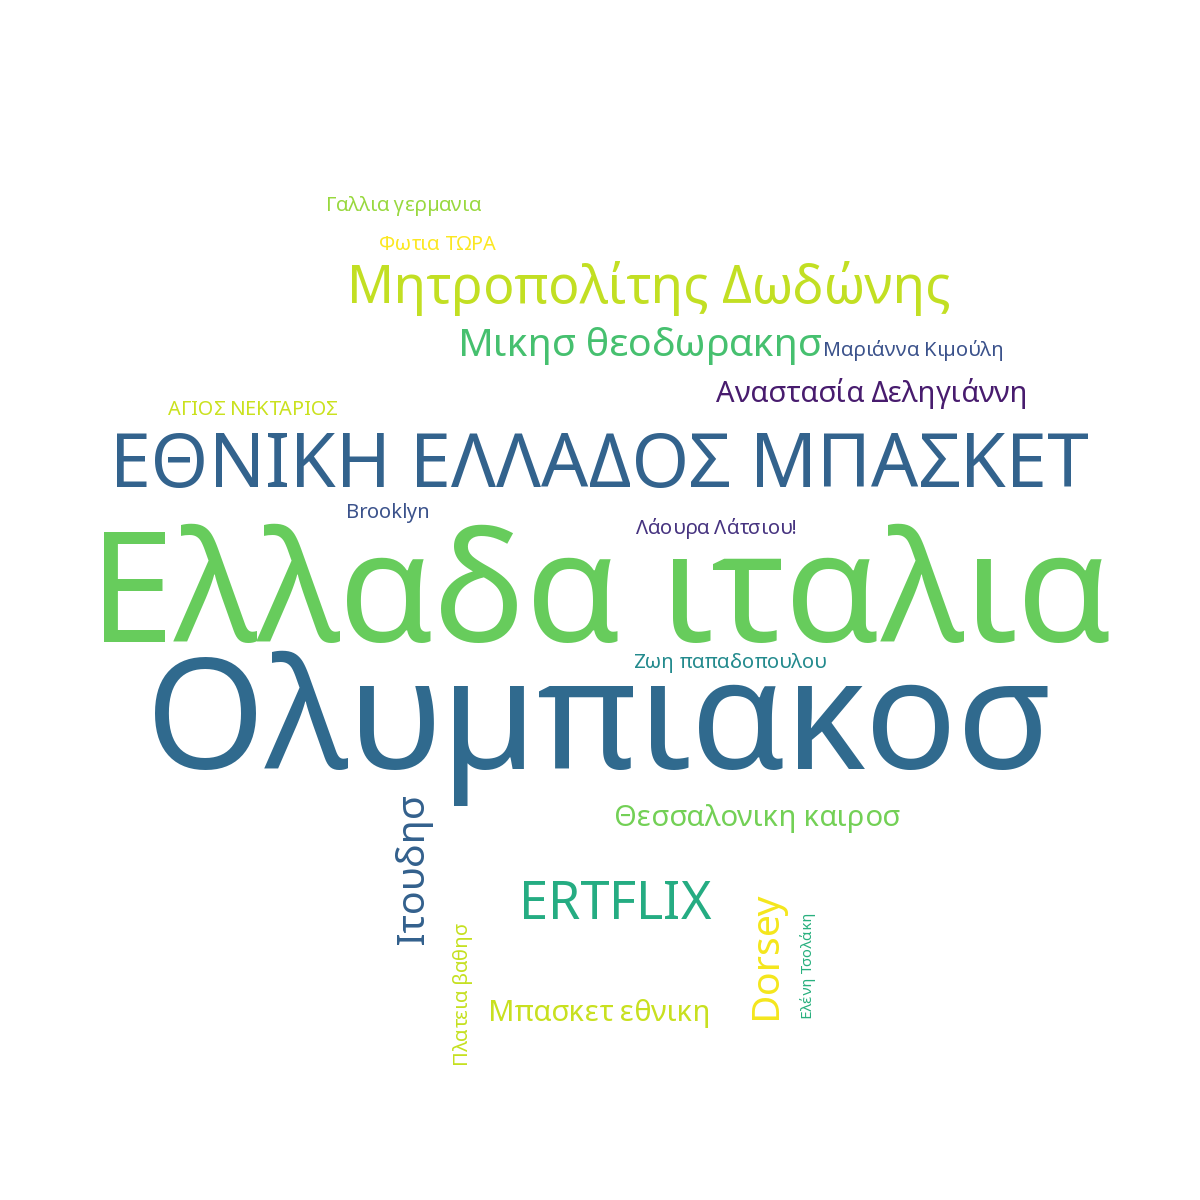 Γαλλια γερμανια
Φωτια ΤΩΡΑ
Μητροπολίτης Δωδώνης
Μικησ θεοδωρακησ
Μαριάννα Κιμούλη
Αναστασία Δεληγιάννη
ΑΓΙΟΣ ΝΕΚΤΑΡΙΟΣ
ΕΘΝΙΚΗ ΕΛΛΑΔΟΣ ΜΠΑΣΚΕΤ
Brooklyn
Λάουρα Λάτσιου!
Ελλαδα ιταλια
Ζωη παπαδοπουλου
Ολυμπιακοσ
Ιτουδησ
Θεσσαλονικη καιροσ
ERTFLIX
Dorsey
Ελένη Τσολάκη
Πλατεια βαθησ
Μπασκετ εθνικη